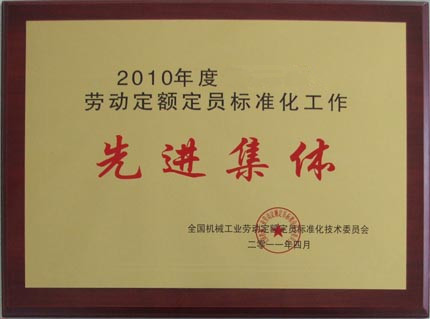 2010年度
劳动定额定员标准化工作
先进集体
全国机械工业劳动定额定员标准化技术委员会
二零一一年四月